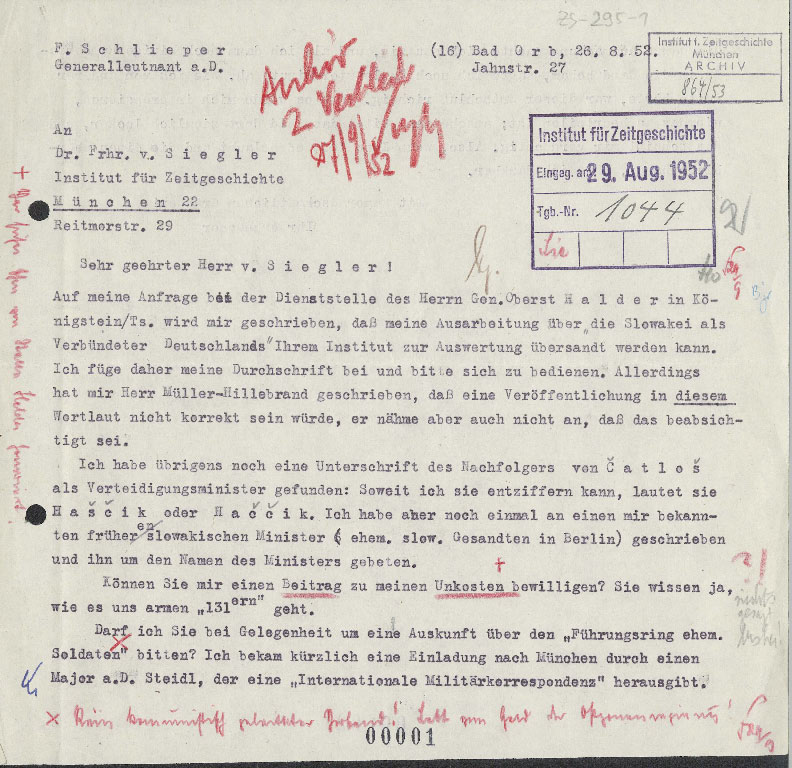 ZS-295-1
F. Schlieper
Generalleutnant a.D.
(16) Bad Orb, 26.8.52.
Jahnstr. 27
Institut f. Zeitgeschichte
München
ARCHIV
864/53
Archiv
2
27/9/52
An
Dr. Frhr. v. Siegler
Institut für Zeitgeschichte
München 22
Reitmorstr. 29
Institut für Zeitgeschichte
Eingeg. am 29. Aug. 1952
Tgb.-Nr. 1044
Sehr geehrter Herr v. Siegler!
Auf meine Anfrage bei der Dienststelle des Herrn Gen.Oberst Halder in Kö-
nigstein/Ts. wird mir geschrieben, daß meine Ausarbeitung über „die Slowakei als
Verbündeter Deutschlands" Ihrem Institut zur Auswertung übersandt werden kann.
Ich füge daher meine Durchschrift bei und bitte sich zu bedienen. Allerdings
hat mir Herr Müller-Hillebrand geschrieben, daß eine Veröffentlichung in diesem
Wortlaut nicht korrekt sein würde, er nähme aber auch nicht an, daß das beabsich-
tigt sei.
Ich habe übrigens noch eine Unterschrift des Nachfolgers von Čatloš
als Verteidigungsminister gefunden: Soweit ich sie entziffern kann, lautet sie
Haščik oder Haččik. Ich habe aber noch einmal an einen mir bekann-
ten früheren slowakischen Minister ( ehem. slow. Gesandten in Berlin) geschrieben
und ihn um den Namen des Ministers gebeten.
Können Sie mir einen Beitrag zu meinen Unkosten bewilligen? Sie wissen ja,
wie es uns armen „131ern" geht.
Darf ich Sie bei Gelegenheit um eine Auskunft über den „Führungsring ehem.
Soldaten" bitten? Ich bekam kürzlich eine Einladung nach München durch einen
Major a.D. Steidl, der eine „Internationale Militärkorrespondenz" herausgibt.
× Rein kommunistisch geleiteter Verband! Lebt vom Geld der Ostzonenregierung!
00001